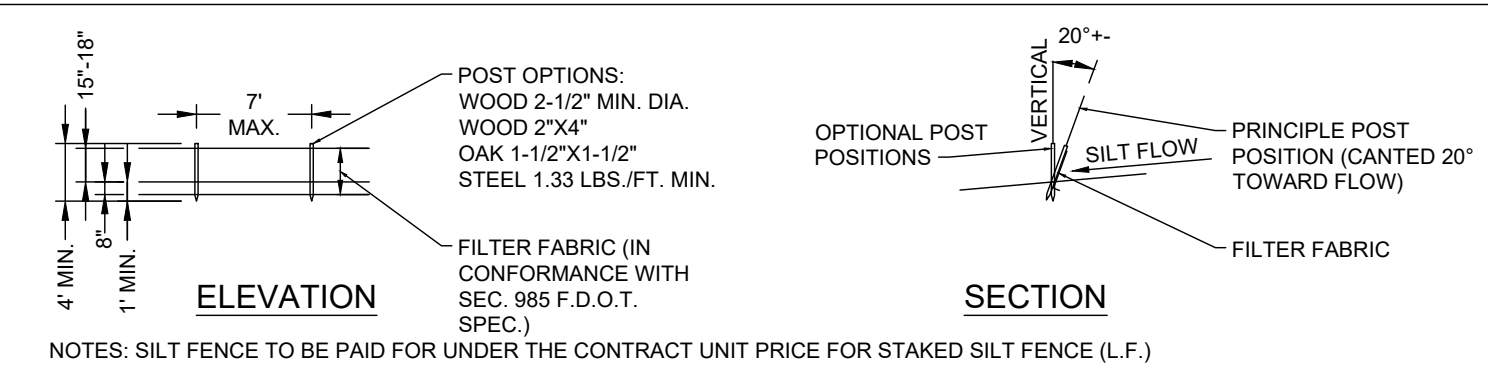 15"-18"
7'
MAX.
4' MIN.
8"
1' MIN.
POST OPTIONS:
WOOD 2-1/2" MIN. DIA.
WOOD 2"X4"
OAK 1-1/2"X1-1/2"
STEEL 1.33 LBS./FT. MIN.
FILTER FABRIC (IN
CONFORMANCE WITH
SEC. 985 F.D.O.T.
SPEC.)
ELEVATION
20°+-
VERTICAL
OPTIONAL POST
POSITIONS
SILT FLOW
PRINCIPLE POST
POSITION (CANTED 20°
TOWARD FLOW)
FILTER FABRIC
SECTION
NOTES: SILT FENCE TO BE PAID FOR UNDER THE CONTRACT UNIT PRICE FOR STAKED SILT FENCE (L.F.)